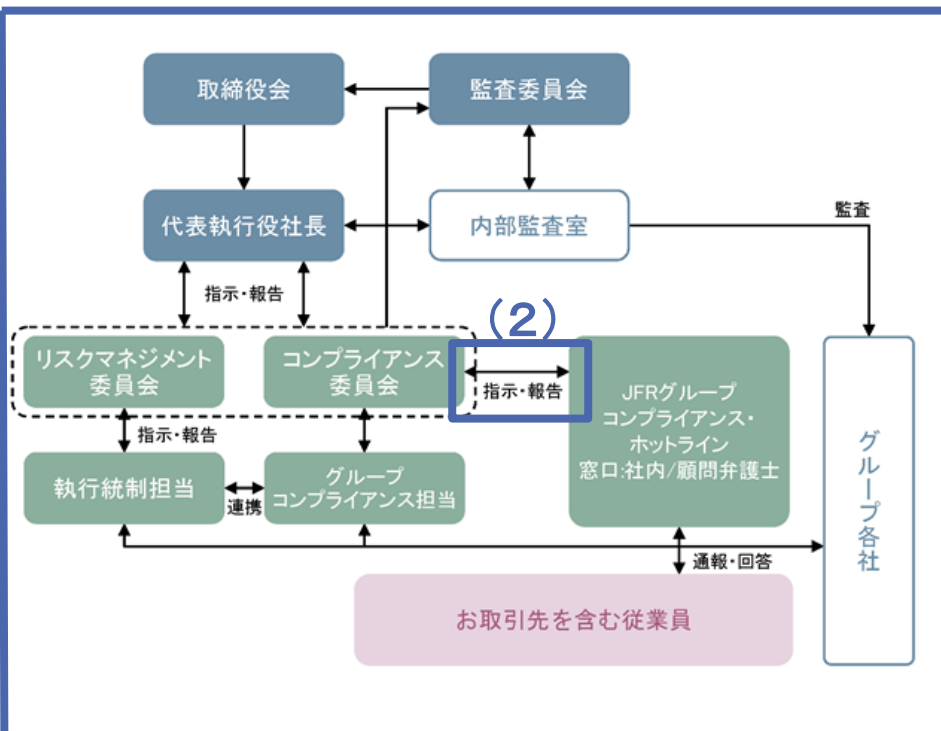 取締役会
監査委員会
代表執行役社長
内部監査室
監査
指示・報告
(2)
リスクマネジメント
委員会
コンプライアンス
委員会
指示・報告
JFRグループ
コンプライアンス・
ホットライン
窓口:社内/顧問弁護士
グループ各社
指示・報告
執行統制担当
連携
グループ
コンプライアンス担当
通報・回答
お取引先を含む従業員